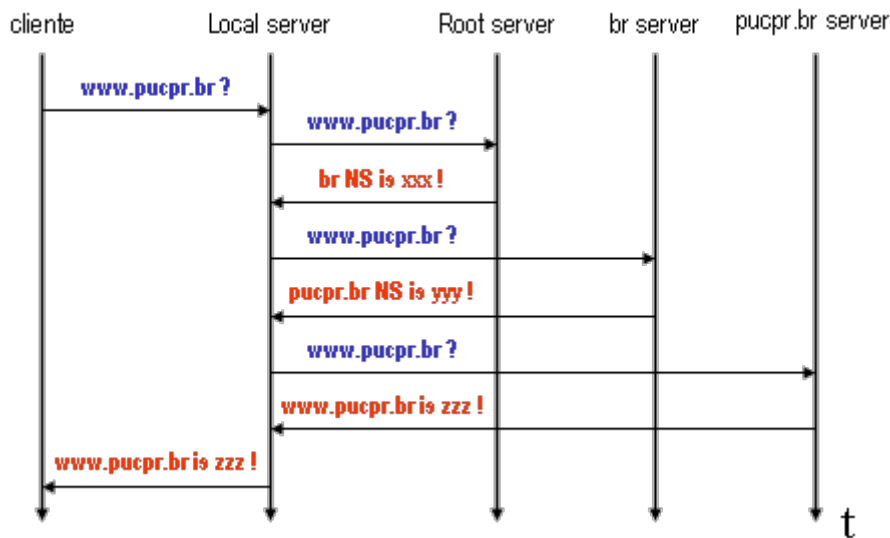 cliente Local server Root server br server pucpr.br server
www.pucpr.br ?
www.pucpr.br ?
br NS is xxx !
www.pucpr.br ?
pucpr.br NS is yyy !
www.pucpr.br ?
www.pucpr.br is zzz !
www.pucpr.br is zzz !
t